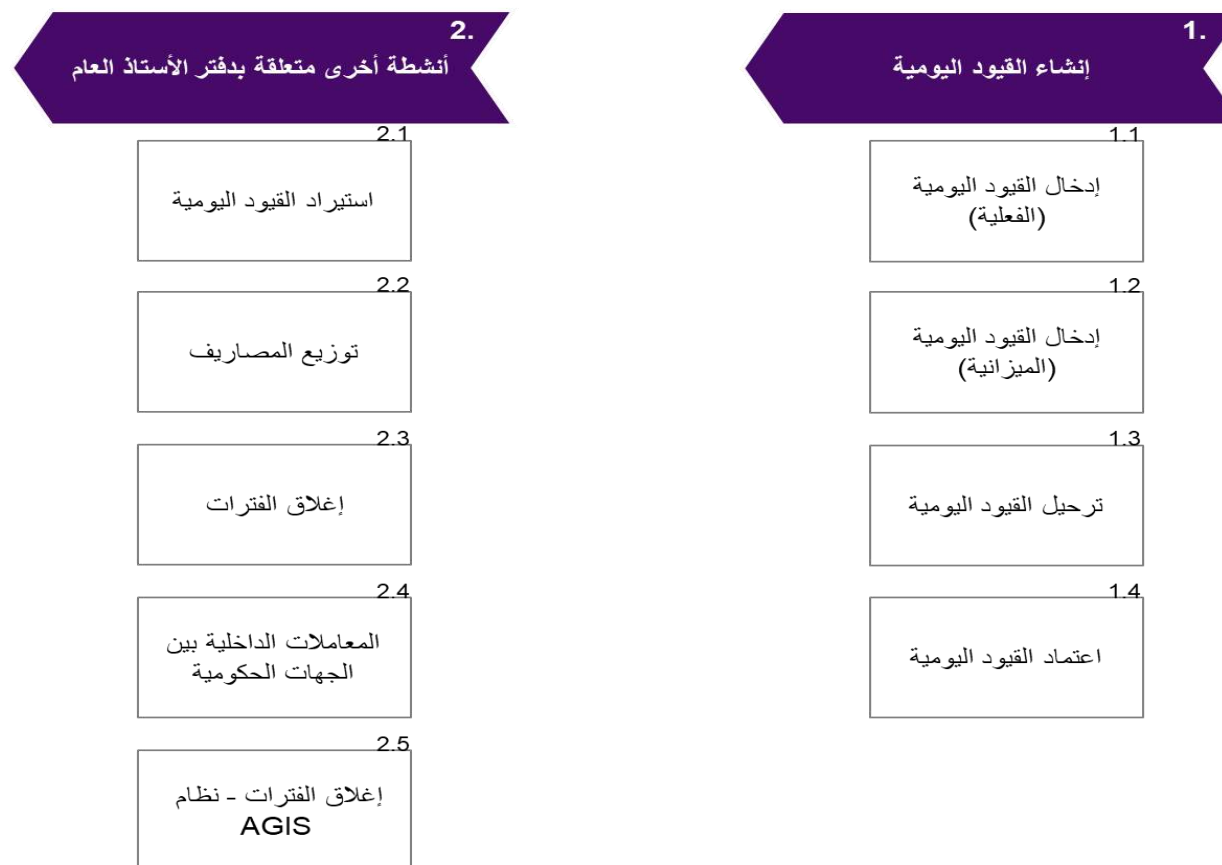 1.
إنشاء القيود اليومية
1.1
إدخال القيود اليومية
(الفعلية)
1.2
إدخال القيود اليومية
(الميزانية)
1.3
ترحيل القيود اليومية
1.4
اعتماد القيود اليومية
2.
أنشطة أخرى متعلقة بدفتر الأستاذ العام
2.1
استيراد القيود اليومية
2.2
توزيع المصاريف
2.3
إغلاق الفترات
2.4
المعاملات الداخلية بين
الجهات الحكومية
2.5
إغلاق الفترات - نظام
AGIS